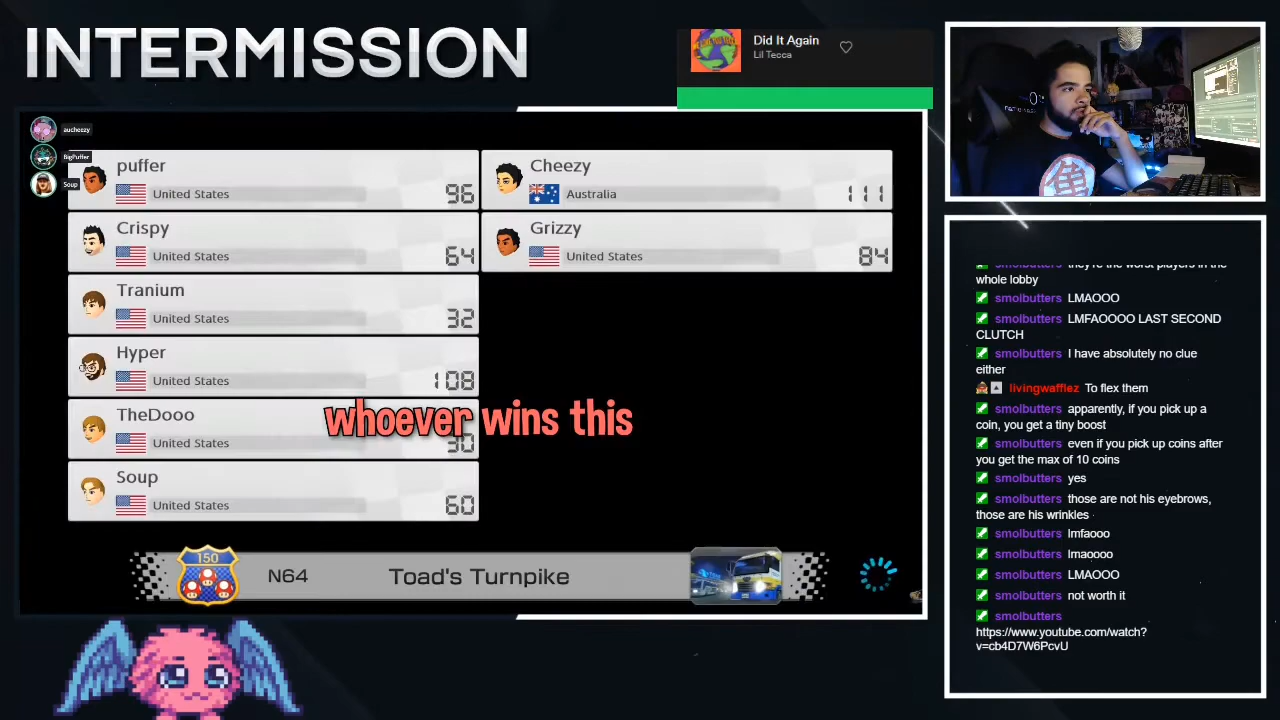 INTERMISSION
Did It Again
Lil Tecca
aucheezy
BigPuffer
Soup
puffer
United States
96
Crispy
United States
64
Tranium
United States
32
Hyper
United States
108
TheDooo
United States
30
Soup
United States
60
Cheezy
Australia
111
Grizzy
United States
84
whoever wins this
150
N64
Toad's Turnpike
smolbutters they're the worst players in the
whole lobby
smolbutters LMAOOO
smolbutters LMFAOOOO LAST SECOND
CLUTCH
smolbutters I have absolutely no clue
either
livingwafflez To flex them
smolbutters apparently, if you pick up a
coin, you get a tiny boost
smolbutters even if you pick up coins after
you get the max of 10 coins
smolbutters yes
smolbutters those are not his eyebrows,
those are his wrinkles
smolbutters lmfaooo
smolbutters lmaoooo
smolbutters LMAOOO
smolbutters not worth it
smolbutters
https://www.youtube.com/watch?
v=cb4D7W6PcvU